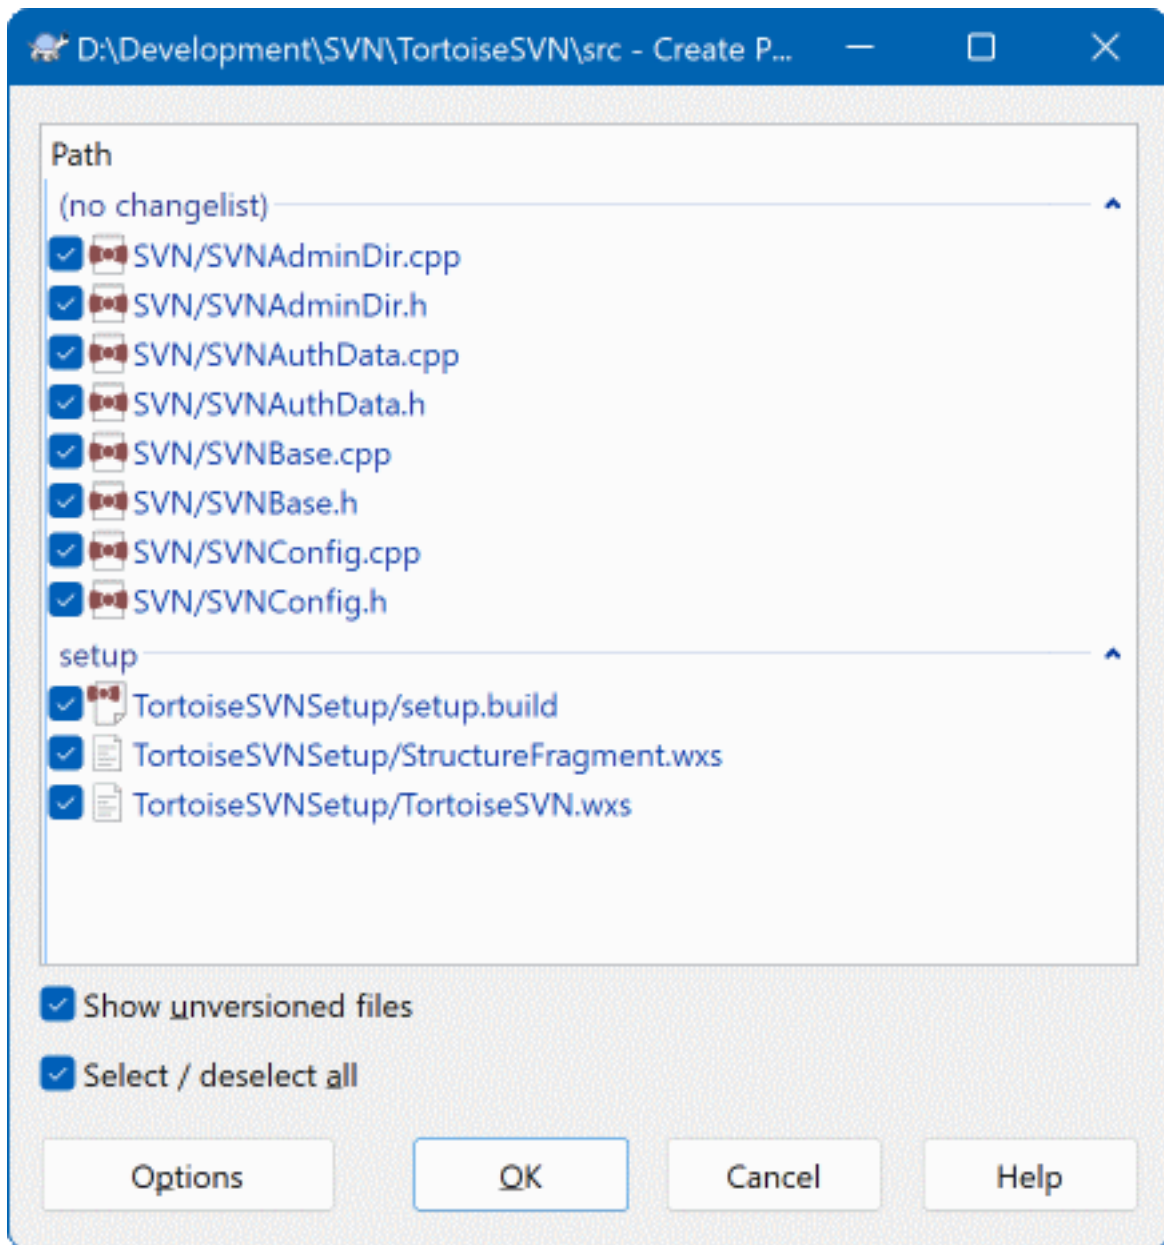 D:\Development\SVN\TortoiseSVN\src - Create P...
Path
(no changelist)
SVN/SVNAdminDir.cpp
SVN/SVNAdminDir.h
SVN/SVNAuthData.cpp
SVN/SVNAuthData.h
SVN/SVNBase.cpp
SVN/SVNBase.h
SVN/SVNConfig.cpp
SVN/SVNConfig.h
setup
TortoiseSVNSetup/setup.build
TortoiseSVNSetup/StructureFragment.wxs
TortoiseSVNSetup/TortoiseSVN.wxs
Show unversioned files
Select / deselect all
Options OK Cancel Help